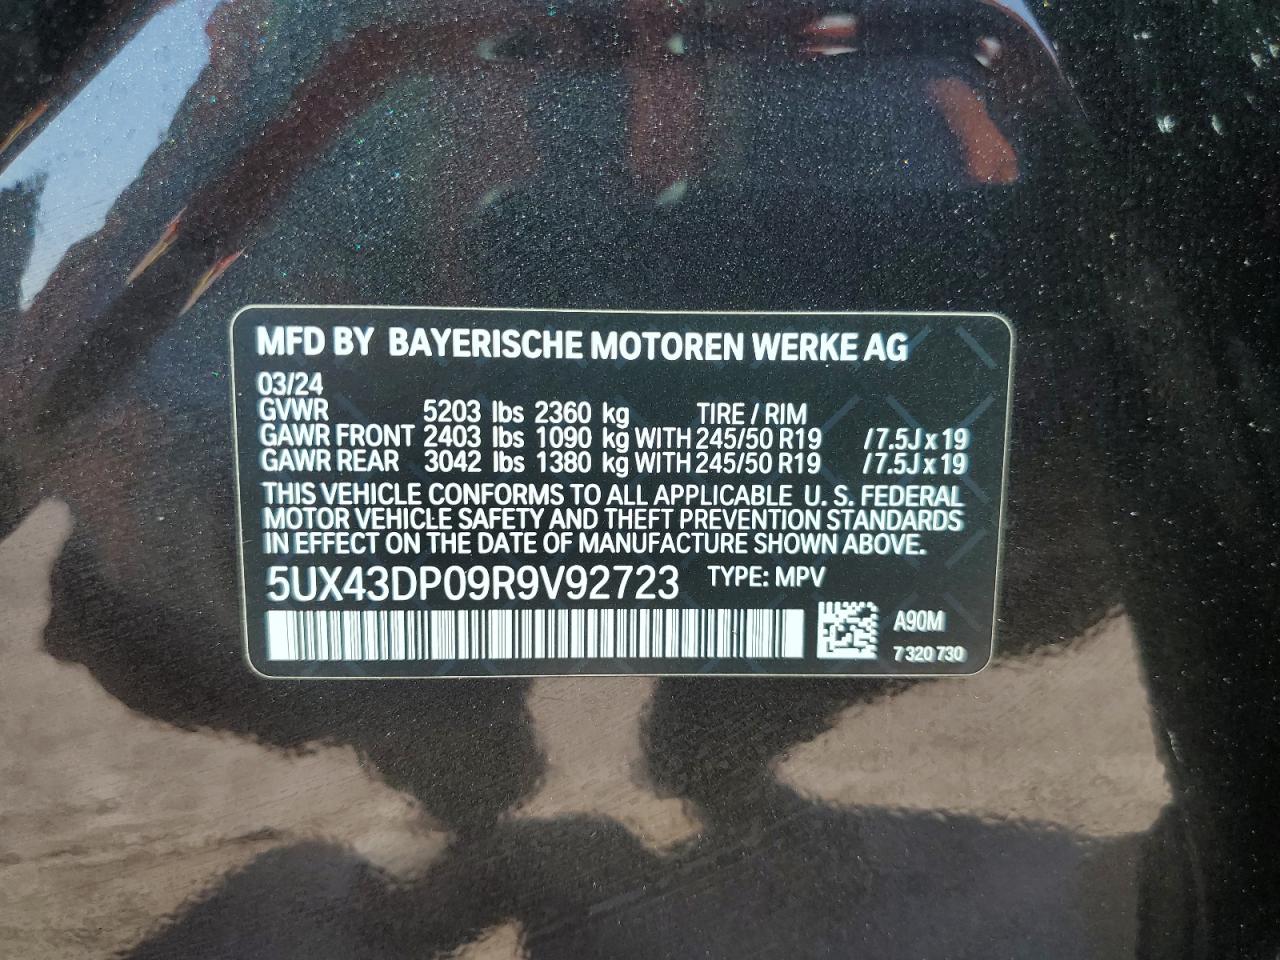 MFD BY BAYERISCHE MOTOREN WERKE AG
03/24
GVWR 5203 lbs 2360 kg TIRE / RIM
GAWR FRONT 2403 lbs 1090 kg WITH 245/50 R19 /7.5J x 19
GAWR REAR 3042 lbs 1380 kg WITH 245/50 R19 /7.5J x 19
THIS VEHICLE CONFORMS TO ALL APPLICABLE U. S. FEDERAL
MOTOR VEHICLE SAFETY AND THEFT PREVENTION STANDARDS
IN EFFECT ON THE DATE OF MANUFACTURE SHOWN ABOVE.
5UX43DP09R9V92723 TYPE: MPV
A90M
7 320 730